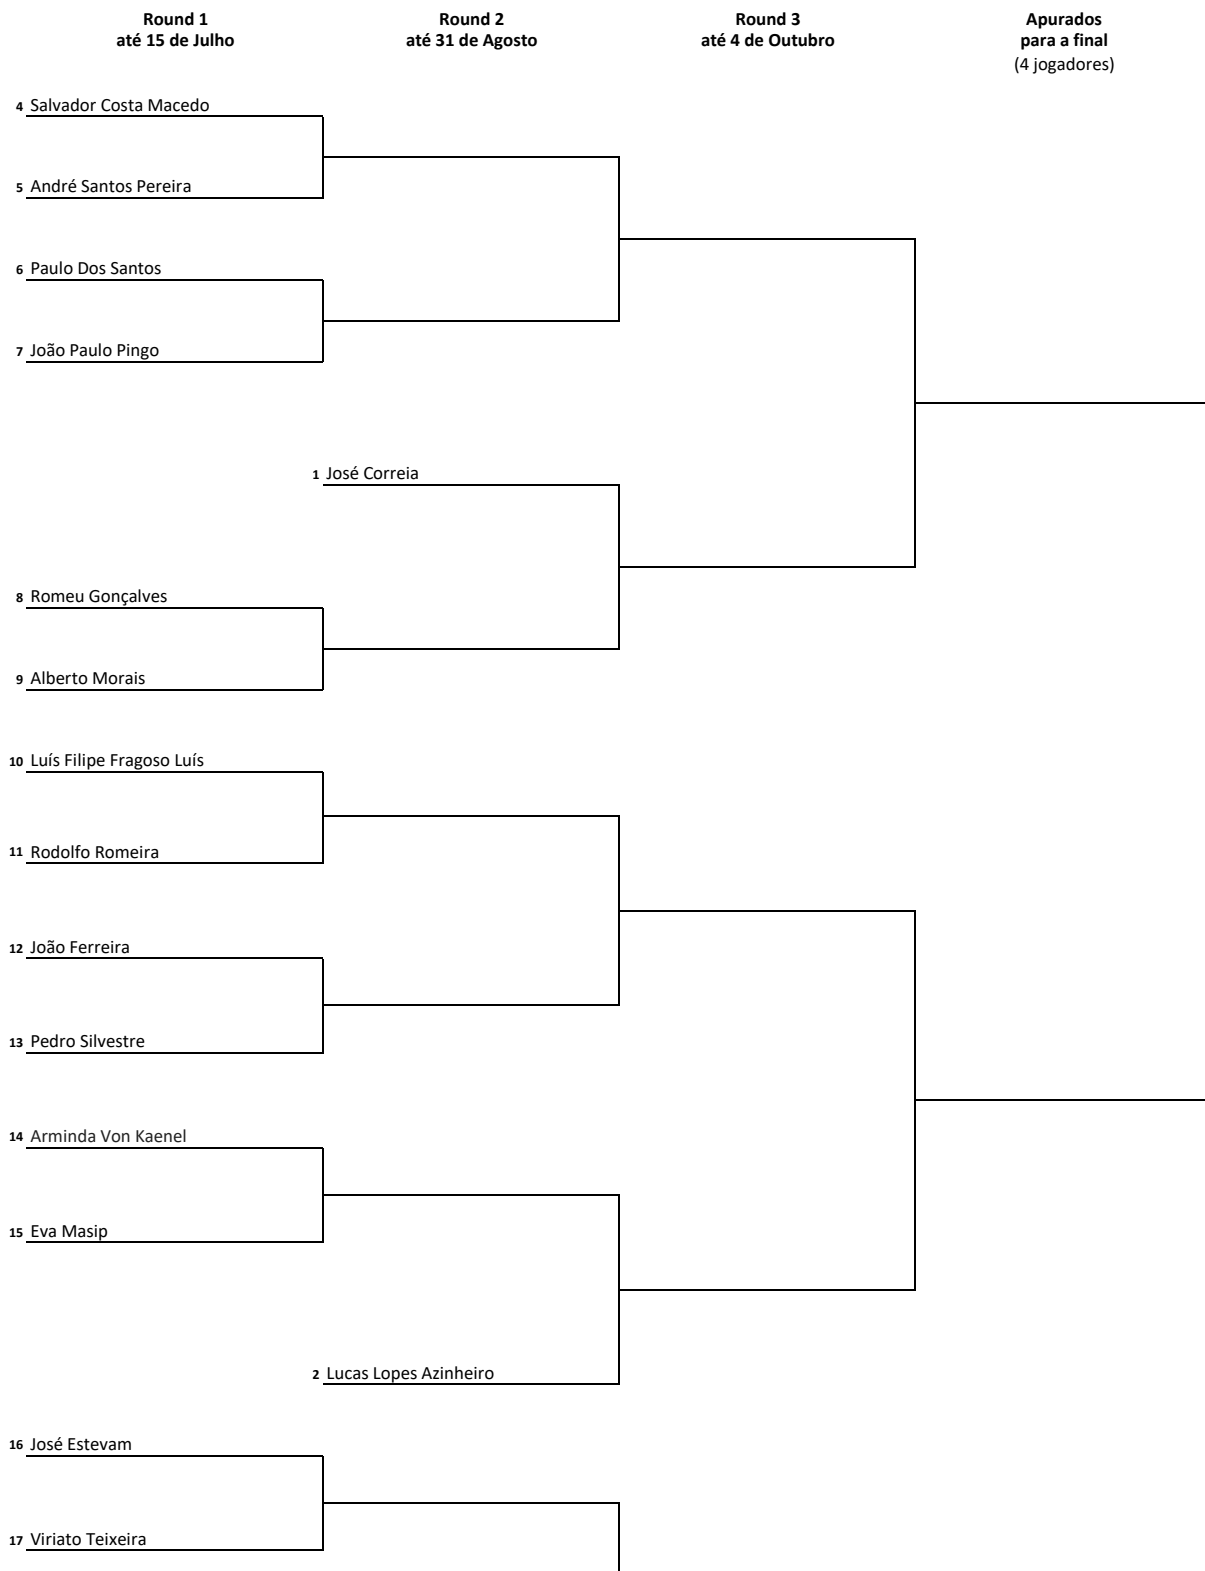 Round 1
até 15 de Julho
Round 2
até 31 de Agosto
Round 3
até 4 de Outubro
Apurados
para a final
(4 jogadores)
4 Salvador Costa Macedo
5 André Santos Pereira
6 Paulo Dos Santos
7 João Paulo Pingo
1 José Correia
8 Romeu Gonçalves
9 Alberto Morais
10 Luís Filipe Fragoso Luís
11 Rodolfo Romeira
12 João Ferreira
13 Pedro Silvestre
14 Arminda Von Kaenel
15 Eva Masip
2 Lucas Lopes Azinheiro
16 José Estevam
17 Viriato Teixeira